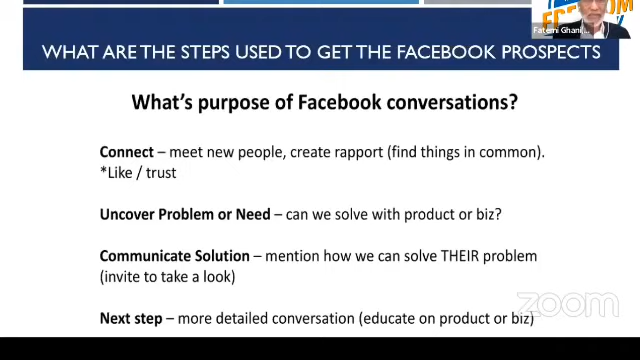 FREEDOM
Fatemi Ghani
WHAT ARE THE STEPS USED TO GET THE FACEBOOK PROSPECTS
What's purpose of Facebook conversations?
Connect – meet new people, create rapport (find things in common).
*Like / trust
Uncover Problem or Need – can we solve with product or biz?
Communicate Solution – mention how we can solve THEIR problem
(invite to take a look)
Next step – more detailed conversation (educate on product or biz)
zoom